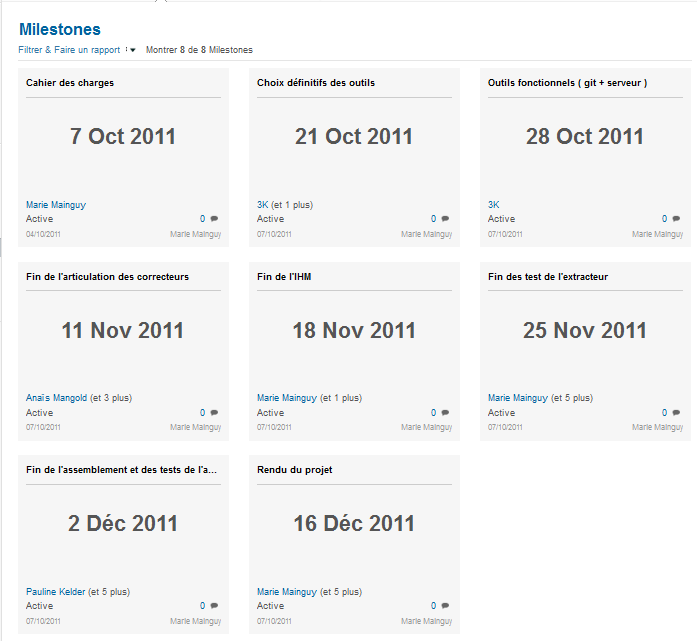 Milestones
Filtrer & Faire un rapport Montrer 8 de 8 Milestones
Cahier des charges
7 Oct 2011
Marie Mainguy
Active 0
04/10/2011 Marie Mainguy
Choix définitifs des outils
21 Oct 2011
3K (et 1 plus)
Active 0
07/10/2011 Marie Mainguy
Outils fonctionnels ( git + serveur )
28 Oct 2011
3K
Active 0
07/10/2011 Marie Mainguy
Fin de l'articulation des correcteurs
11 Nov 2011
Anaïs Mangold (et 3 plus)
Active 0
07/10/2011 Marie Mainguy
Fin de l'IHM
18 Nov 2011
Marie Mainguy (et 1 plus)
Active 0
07/10/2011 Marie Mainguy
Fin des test de l'extracteur
25 Nov 2011
Marie Mainguy (et 5 plus)
Active 0
07/10/2011 Marie Mainguy
Fin de l'assemblement et des tests de l'a...
2 Déc 2011
Pauline Kelder (et 5 plus)
Active 0
07/10/2011 Marie Mainguy
Rendu du projet
16 Déc 2011
Marie Mainguy (et 5 plus)
Active 0
07/10/2011 Marie Mainguy